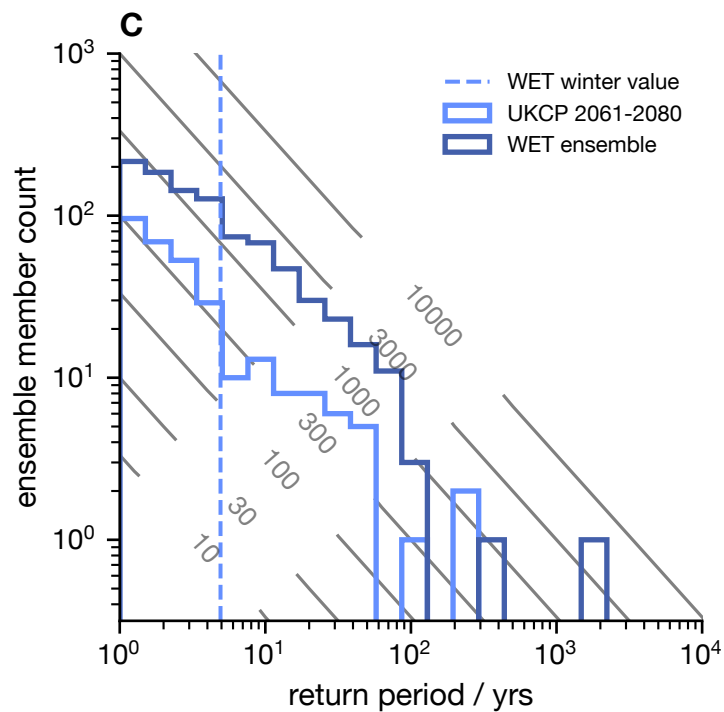 C
10³
10²
10¹
10⁰
ensemble member count
WET winter value
UKCP 2061-2080
WET ensemble
10000
3000
1000
300
100
30
10
10⁰ 10¹ 10² 10³ 10⁴
return period / yrs